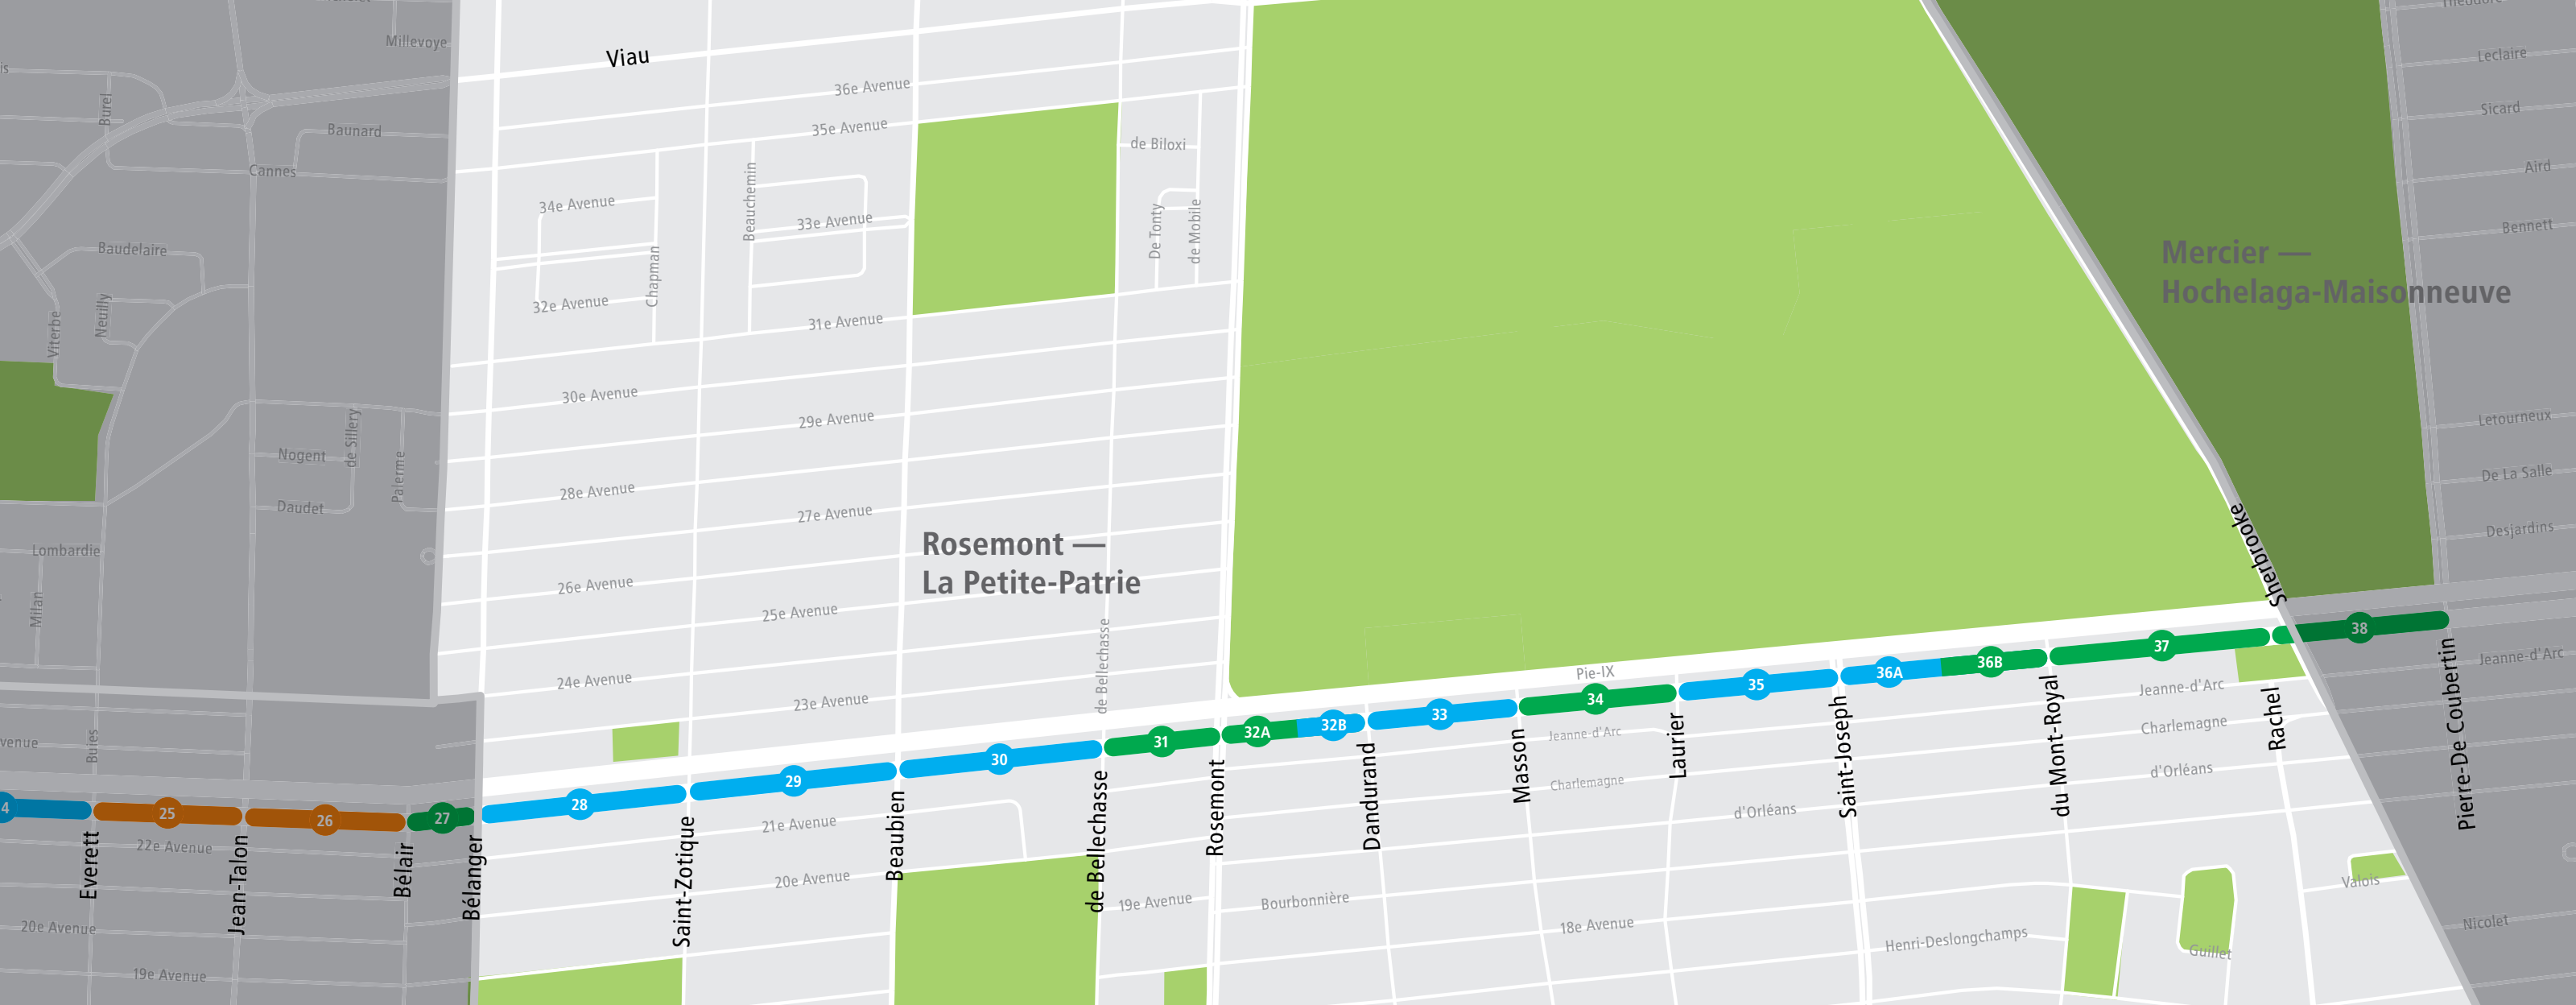 Millevoye
Théodore
Viau
Leclaire
36e Avenue
Burel
Baunard
35e Avenue
Sicard
de Biloxi
Cannes
Aird
34e Avenue
Beauchemin
33e Avenue
De Tonty
de Mobile
Bennett
Baudelaire
Mercier —
Hochelaga-Maisonneuve
Chapman
32e Avenue
31e Avenue
Viterbe
Neuilly
30e Avenue
29e Avenue
Letourneux
Nogent
de Sillery
Palerme
De La Salle
28e Avenue
Daudet
27e Avenue
Desjardins
Sherbrooke
Rosemont —
La Petite-Patrie
Lombardie
26e Avenue
25e Avenue
Milan
de Bellechasse
24e Avenue
23e Avenue
Pie-IX
Jeanne-d'Arc
Jeanne-d'Arc
Charlemagne
Jeanne-d'Arc
Charlemagne
d'Orléans
d'Orléans
venue
Buies
4
25
26
27
28
29
30
31
32A
32B
33
34
35
36A
36B
37
38
Everett
Jean-Talon
Bélair
Bélanger
Saint-Zotique
Beaubien
de Bellechasse
Rosemont
Dandurand
Masson
Laurier
Saint-Joseph
du Mont-Royal
Rachel
Pierre-De Coubertin
22e Avenue
21e Avenue
20e Avenue
19e Avenue
Bourbonnière
18e Avenue
Henri-Deslongchamps
Guillet
Valois
Nicolet
20e Avenue
19e Avenue